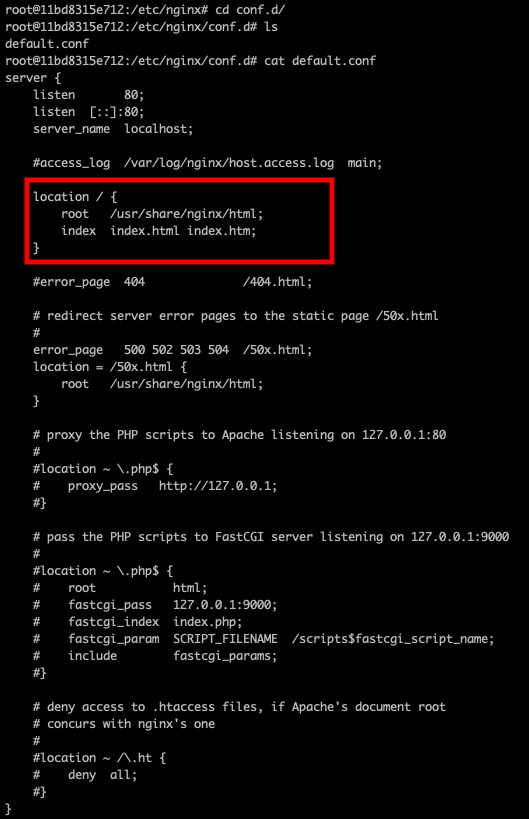 root@11bd8315e712:/etc/nginx# cd conf.d/
root@11bd8315e712:/etc/nginx/conf.d# ls
default.conf
root@11bd8315e712:/etc/nginx/conf.d# cat default.conf
server {
    listen       80;
    listen  [::]:80;
    server_name  localhost;

    #access_log  /var/log/nginx/host.access.log  main;

    location / {
        root   /usr/share/nginx/html;
        index  index.html index.htm;
    }

    #error_page  404              /404.html;

    # redirect server error pages to the static page /50x.html
    #
    error_page   500 502 503 504  /50x.html;
    location = /50x.html {
        root   /usr/share/nginx/html;
    }

    # proxy the PHP scripts to Apache listening on 127.0.0.1:80
    #
    #location ~ \.php$ {
    #    proxy_pass   http://127.0.0.1;
    #}

    # pass the PHP scripts to FastCGI server listening on 127.0.0.1:9000
    #
    #location ~ \.php$ {
    #    root           html;
    #    fastcgi_pass   127.0.0.1:9000;
    #    fastcgi_index  index.php;
    #    fastcgi_param  SCRIPT_FILENAME  /scripts$fastcgi_script_name;
    #    include        fastcgi_params;
    #}

    # deny access to .htaccess files, if Apache's document root
    # concurs with nginx's one
    #
    #location ~ /\.ht {
    #    deny  all;
    #}
}